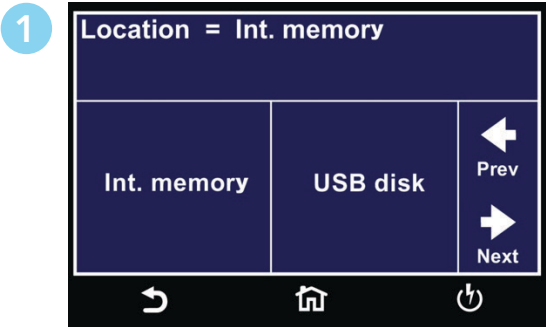 1
Location = Int. memory
Int. memory
USB disk
Prev
Next